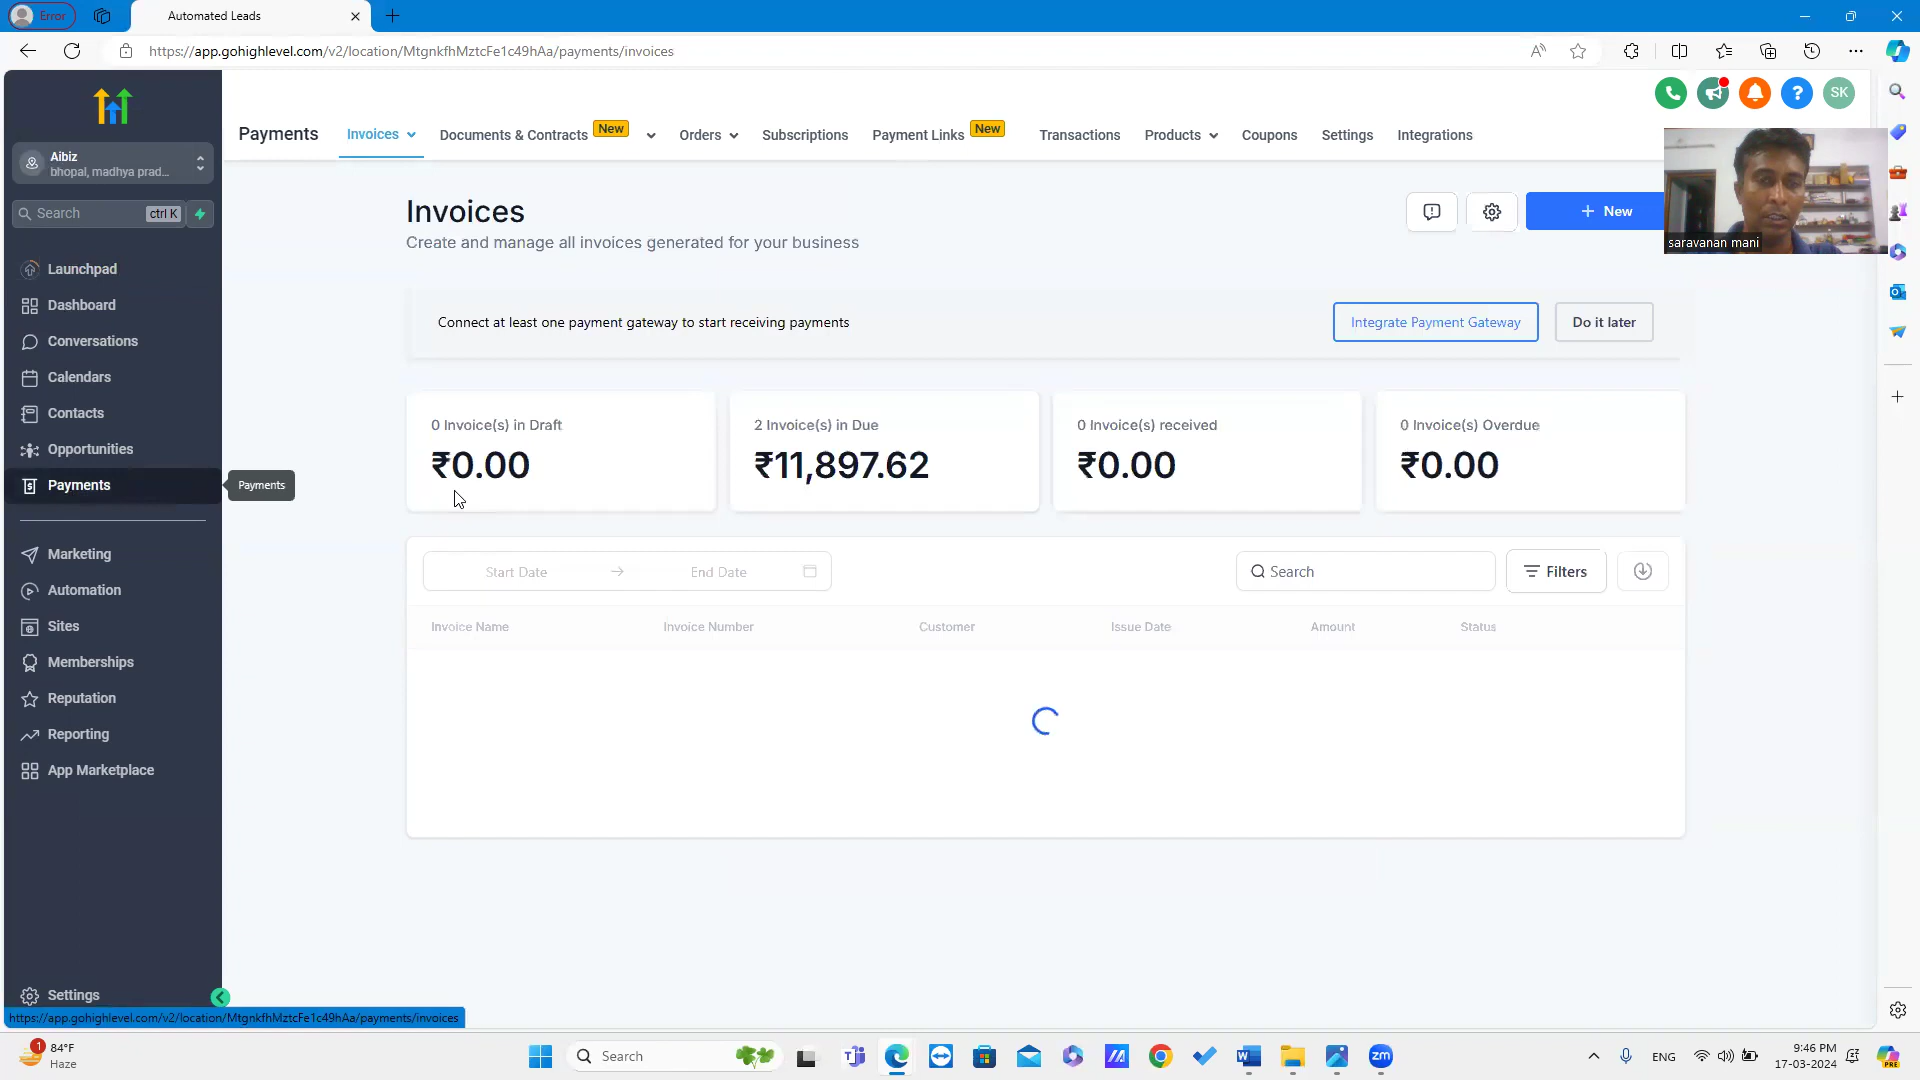 Error
Automated Leads
https://app.gohighlevel.com/v2/location/MtgnkfhMztcFe1c49hAa/payments/invoices
SK
Payments
Invoices
Documents & Contracts
New
Orders
Subscriptions
Payment Links
New
Transactions
Products
Coupons
Settings
Integrations
Aibiz
bhopal, madhya prad...
Search
ctrl K
Launchpad
Dashboard
Conversations
Calendars
Contacts
Opportunities
Payments
Payments
Marketing
Automation
Sites
Memberships
Reputation
Reporting
App Marketplace
Settings
https://app.gohighlevel.com/v2/location/MtgnkfhMztcFe1c49hAa/payments/invoices
Invoices
Create and manage all invoices generated for your business
+ New
saravanan mani
Connect at least one payment gateway to start receiving payments
Integrate Payment Gateway
Do it later
0 Invoice(s) in Draft
₹0.00
2 Invoice(s) in Due
₹11,897.62
0 Invoice(s) received
₹0.00
0 Invoice(s) Overdue
₹0.00
Start Date
End Date
Search
Filters
Invoice Name
Invoice Number
Customer
Issue Date
Amount
Status
1
84°F
Haze
Search
zm
ENG
9:46 PM
17-03-2024
PRE